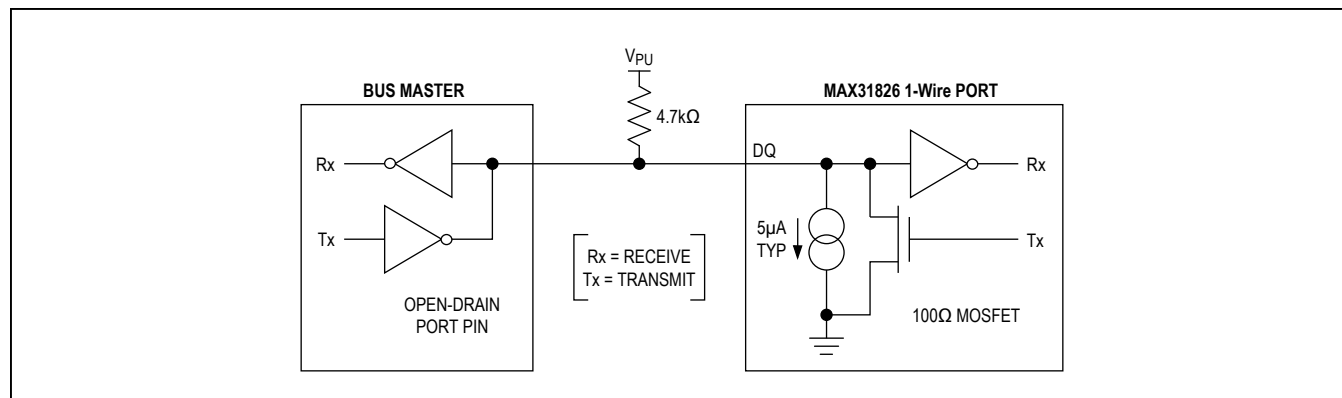 VPU
BUS MASTER
MAX31826 1-Wire PORT
4.7kΩ
DQ
Rx
Rx
5µA
TYP
Tx
Tx
Rx = RECEIVE
Tx = TRANSMIT
OPEN-DRAIN
PORT PIN
100Ω MOSFET